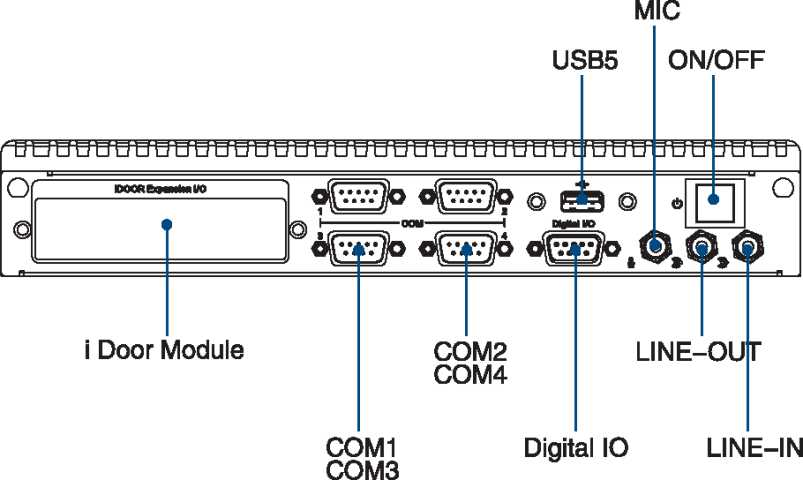 MIC
USB5
ON/OFF
iDOOR Expansion I/O
1
2
COM
3
4
Digital I/O
i Door Module
COM2
COM4
LINE–OUT
COM1
COM3
Digital IO
LINE–IN